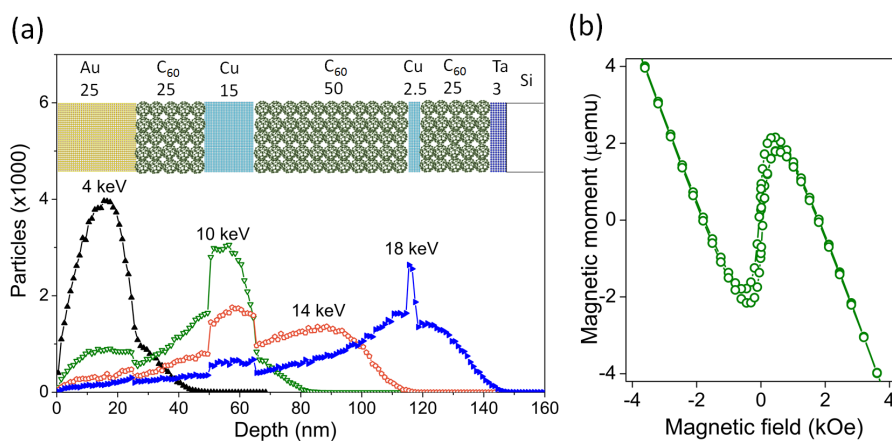 (a)
Au C₆₀ Cu C₆₀ Cu C₆₀ Ta Si
25 25 15 50 2.5 25 3
6
4
2
0
Particles (x1000)
4 keV
10 keV
14 keV
18 keV
0 20 40 60 80 100 120 140 160
Depth (nm)
(b)
4
2
0
-2
-4
Magnetic moment (µemu)
-4 -2 0 2 4
Magnetic field (kOe)